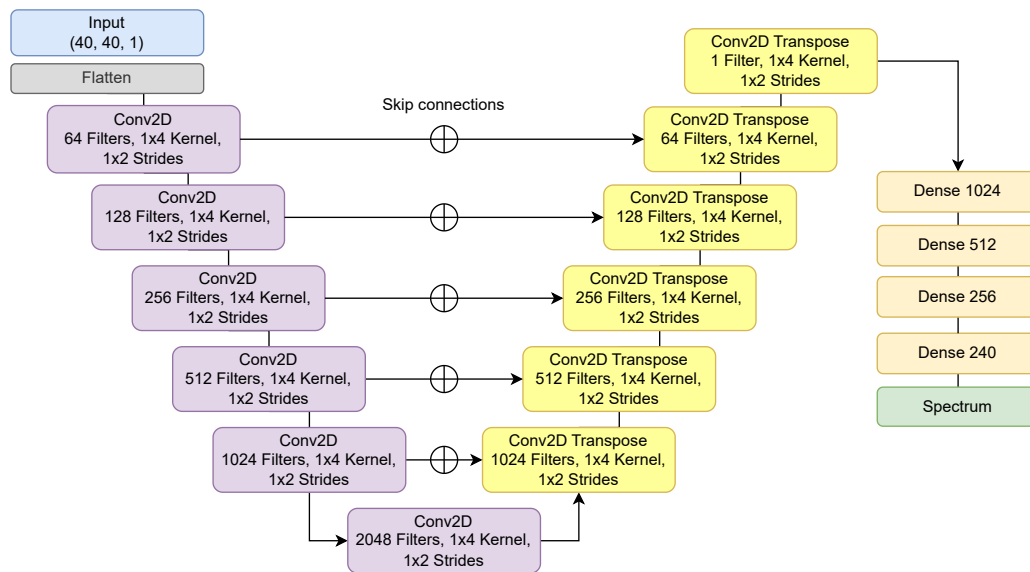 Input
(40, 40, 1)
Flatten
Conv2D
64 Filters, 1x4 Kernel,
1x2 Strides
Conv2D
128 Filters, 1x4 Kernel,
1x2 Strides
Conv2D
256 Filters, 1x4 Kernel,
1x2 Strides
Conv2D
512 Filters, 1x4 Kernel,
1x2 Strides
Conv2D
1024 Filters, 1x4 Kernel,
1x2 Strides
Conv2D
2048 Filters, 1x4 Kernel,
1x2 Strides
Skip connections
Conv2D Transpose
1 Filter, 1x4 Kernel,
1x2 Strides
Conv2D Transpose
64 Filters, 1x4 Kernel,
1x2 Strides
Conv2D Transpose
128 Filters, 1x4 Kernel,
1x2 Strides
Conv2D Transpose
256 Filters, 1x4 Kernel,
1x2 Strides
Conv2D Transpose
512 Filters, 1x4 Kernel,
1x2 Strides
Conv2D Transpose
1024 Filters, 1x4 Kernel,
1x2 Strides
Dense 1024
Dense 512
Dense 256
Dense 240
Spectrum